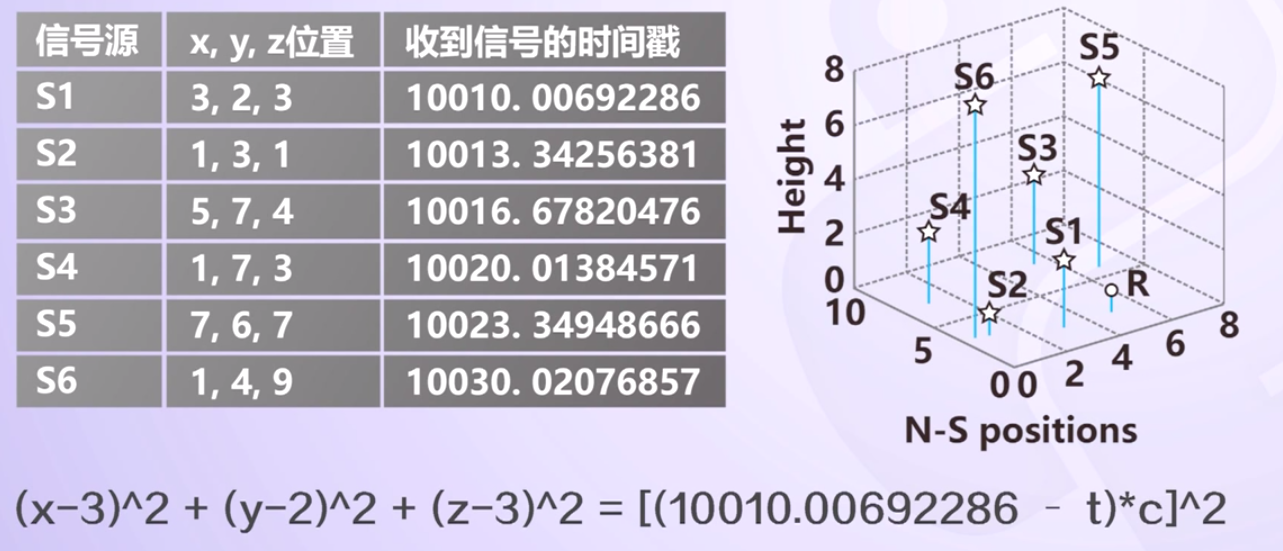 信号源 x, y, z位置 收到信号的时间戳
S1 3, 2, 3 10010. 00692286
S2 1, 3, 1 10013. 34256381
S3 5, 7, 4 10016. 67820476
S4 1, 7, 3 10020. 01384571
S5 7, 6, 7 10023. 34948666
S6 1, 4, 9 10030. 02076857
S5
S6
S3
S4
S1
S2
R
Height
8
6
4
2
0
10
5
0
0
2
4
6
8
N-S positions
(x-3)^2 + (y-2)^2 + (z-3)^2 = [(10010.00692286 - t)*c]^2